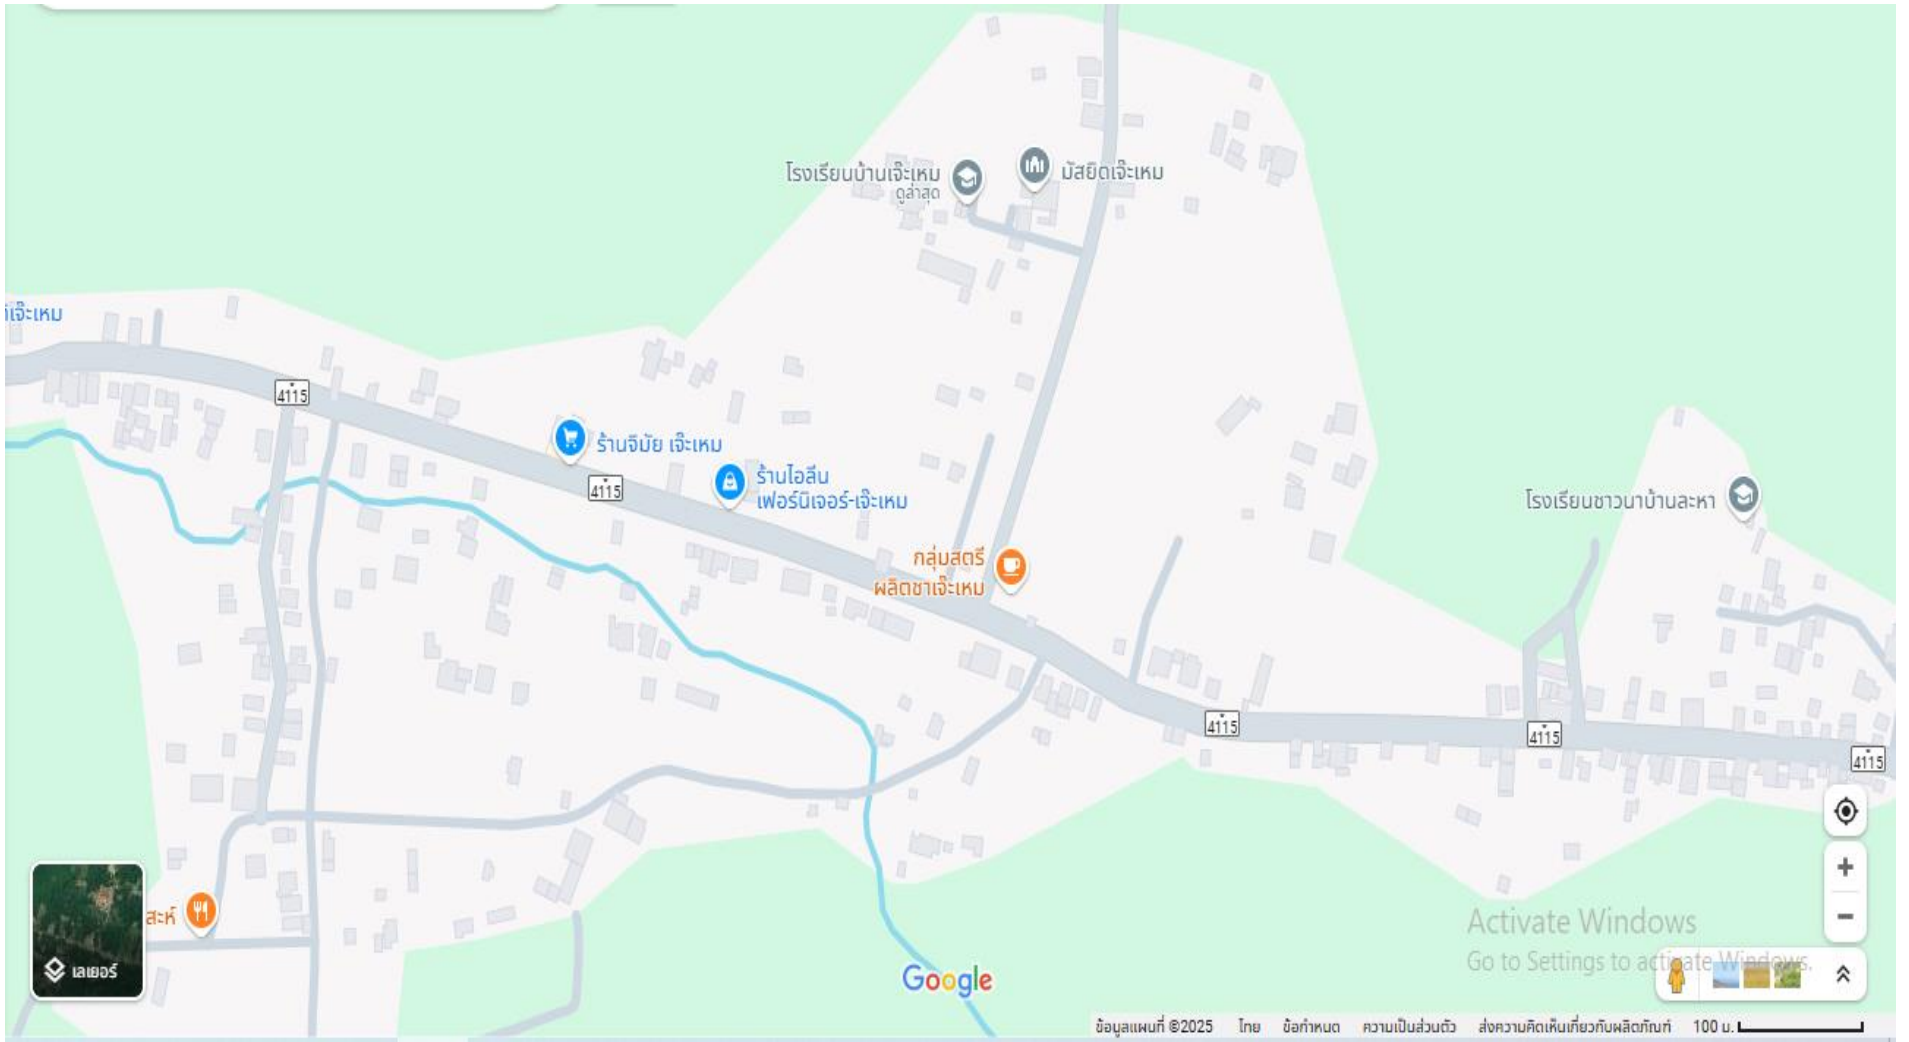 โรงเรียนบ้านเจ๊ะเหม
ดูล่าสุด
มัสยิดเจ๊ะเหม
เจ๊ะเหม
4115
ร้านจิมัย เจ๊ะเหม
4115
ร้านไอลีน
เฟอร์นิเจอร์-เจ๊ะเหม
โรงเรียนชาวนาบ้านละหา
กลุ่มสตรี
ผลิตชาเจ๊ะเหม
4115
4115
4115
สะห์
เลเยอร์
Activate Windows
Go to Settings to activate Windows.
Google
ข้อมูลแผนที่ ©2025 ไทย ข้อกำหนด ความเป็นส่วนตัว ส่งความคิดเห็นเกี่ยวกับผลิตภัณฑ์ 100 ม.